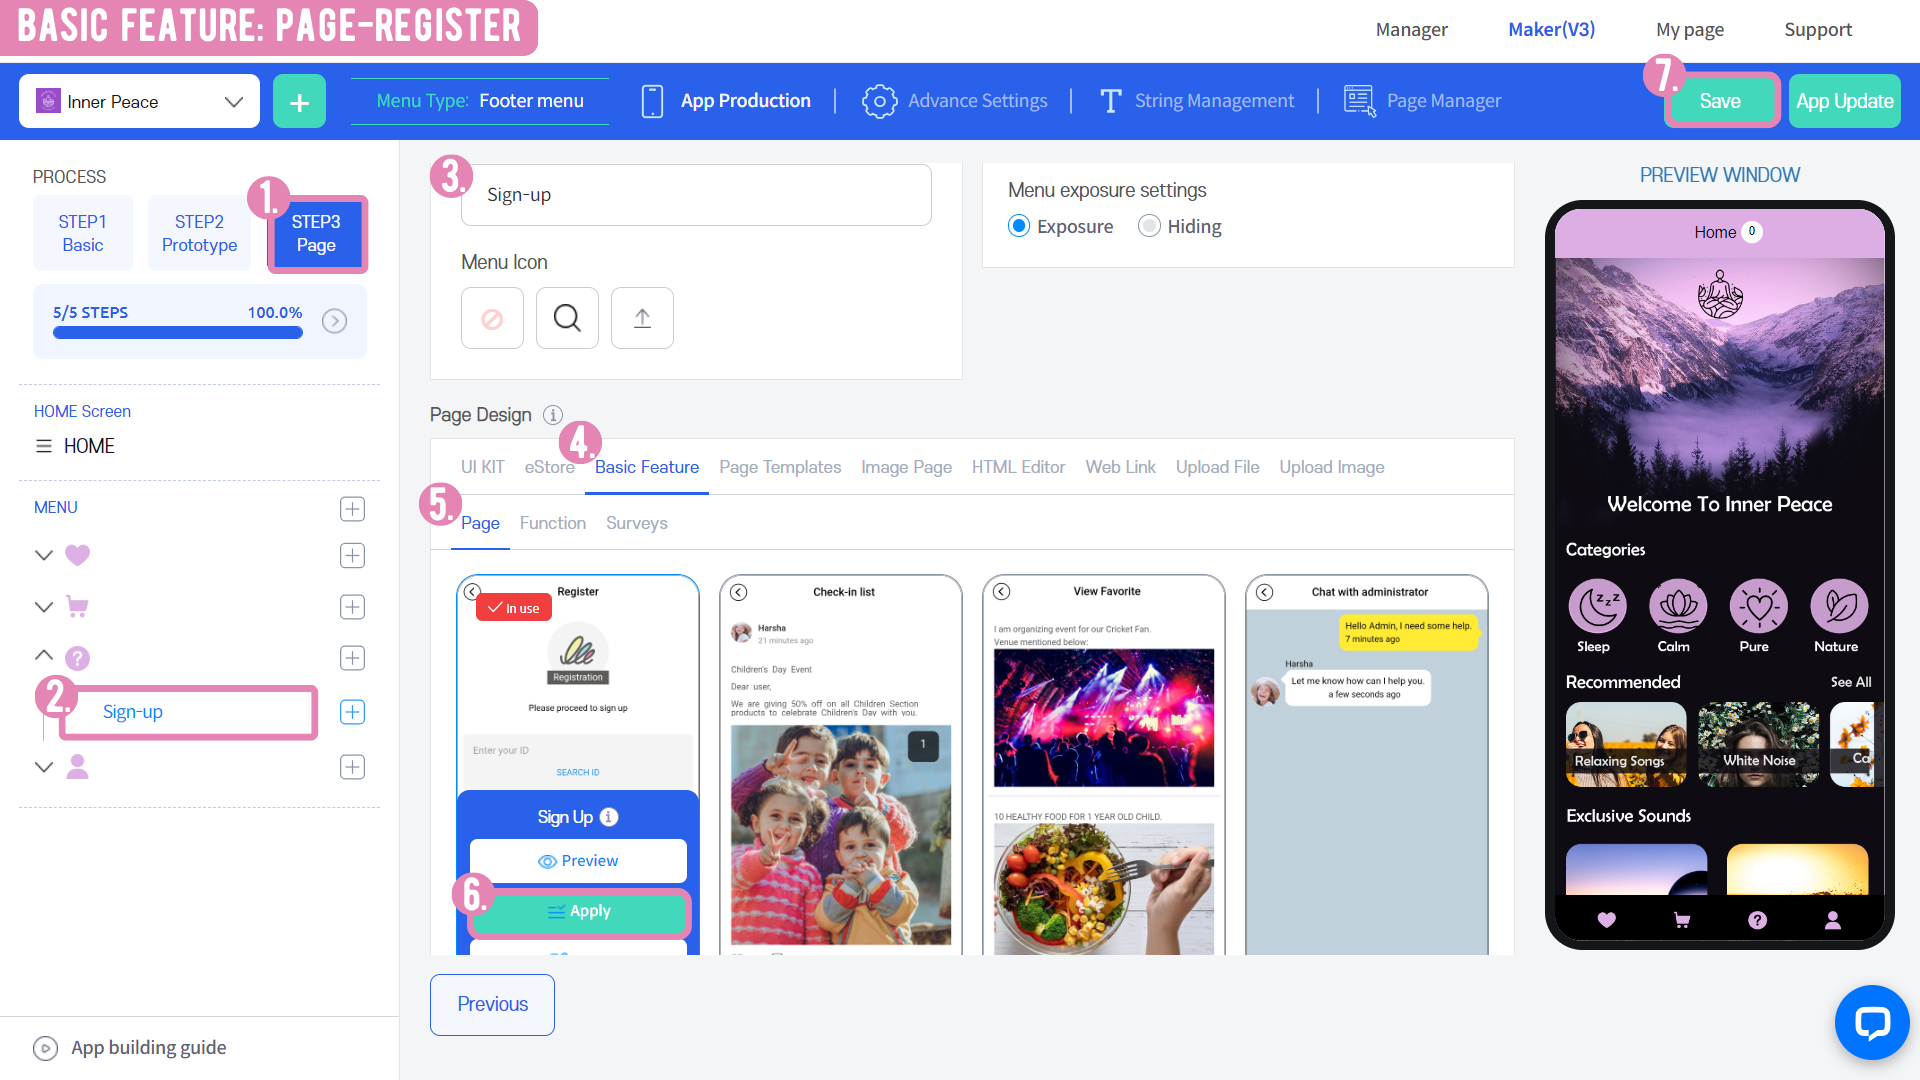 BASIC FEATURE: PAGE-REGISTER
Manager
Maker(V3)
My page
Support
Inner Peace
+
Menu Type: Footer menu
App Production
Advance Settings
String Management
Page Manager
7.
Save
App Update
PROCESS
1.
STEP1
Basic
STEP2
Prototype
STEP3
Page
5/5 STEPS
100.0%
HOME Screen
HOME
MENU
2.
Sign-up
App building guide
3.
Sign-up
Menu Icon
Menu exposure settings
Exposure
Hiding
Page Design
4.
UI KIT
eStore
Basic Feature
Page Templates
Image Page
HTML Editor
Web Link
Upload File
Upload Image
5.
Page
Function
Surveys
Register
In use
Registration
Please proceed to sign up
Enter your ID
SEARCH ID
Sign Up
Preview
6.
Apply
Check-in list
Harsha
21 minutes ago
Children's Day Event
Dear user,
We are giving 50% off on all Children Section
products to celebrate Children's Day with you.
1
View Favorite
I am organizing event for our Cricket Fan.
Venue mentioned below:
10 HEALTHY FOOD FOR 1 YEAR OLD CHILD.
Chat with administrator
Hello Admin, I need some help.
7 minutes ago
Harsha
Let me know how can I help you.
a few seconds ago
Previous
PREVIEW WINDOW
Home 0
Welcome To Inner Peace
Categories
Sleep
Calm
Pure
Nature
Recommended
See All
Relaxing Songs
White Noise
Ca
Exclusive Sounds